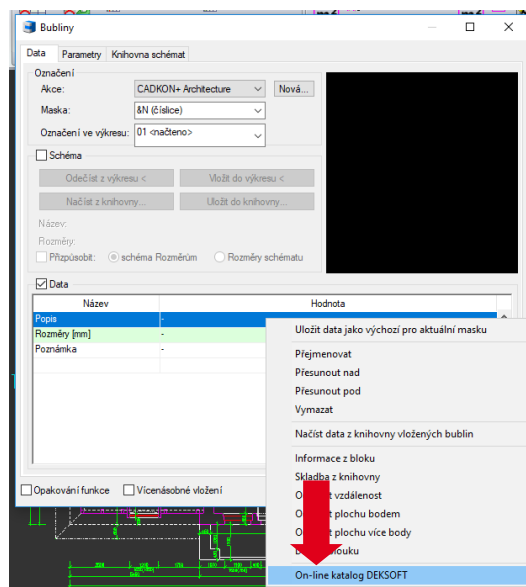 Bubliny
Data Parametry Knihovna schémat
Označení
Akce: CADKON+ Architecture Nová...
Maska: &N (číslice)
Označení ve výkresu: 01 <načteno>
Schéma
Odečíst z výkresu < Vložit do výkresu <
Načíst z knihovny... Uložit do knihovny...
Název:
Rozměry:
Přizpůsobit: schéma Rozměrům Rozměry schématu
Data
Název Hodnota
Popis -
Rozměry [mm] -
Poznámka -
Uložit data jako výchozí pro aktuální masku
Přejmenovat
Přesunout nad
Přesunout pod
Vymazat
Načíst data z knihovny vložených bublin
Informace z bloku
Skladba z knihovny
vzdálenost
plochu bodem
plochu více body
On-line katalog DEKSOFT
Opakování funkce Vícenásobné vložení